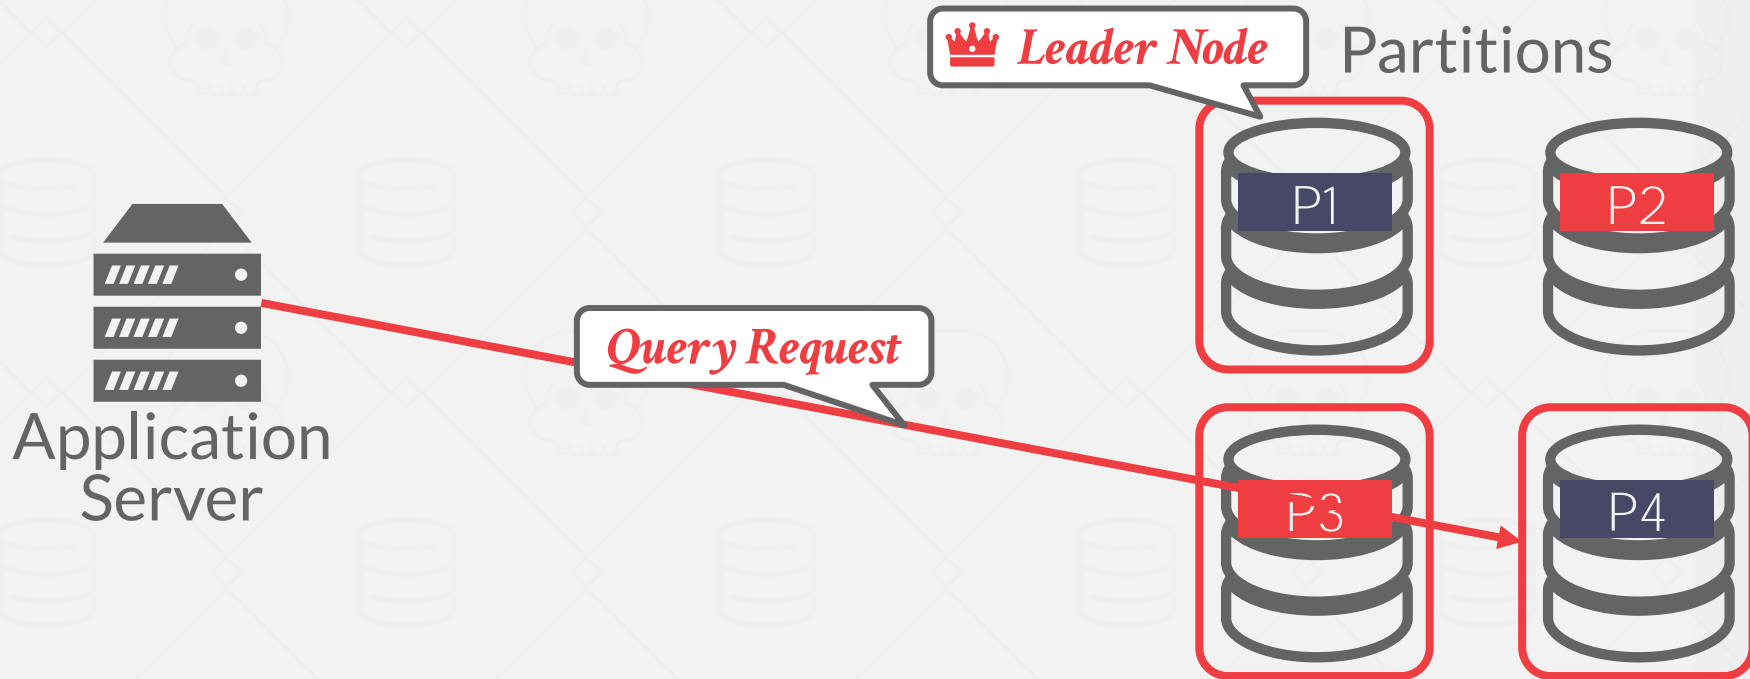 Leader Node
Partitions
P1
P2
Query Request
Application
Server
P3
P4